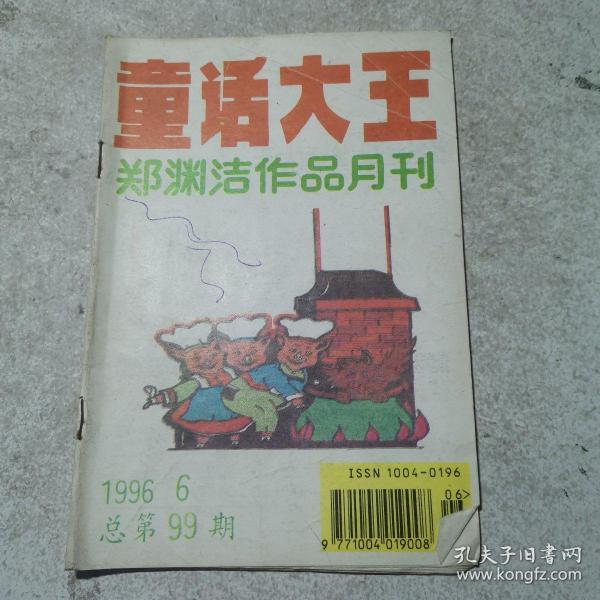 童话大王
郑渊洁作品月刊
ISSN 1004-0196
06>
9 771004 019008
1996 6
总第99期
孔夫子旧书网
www.kongfz.com